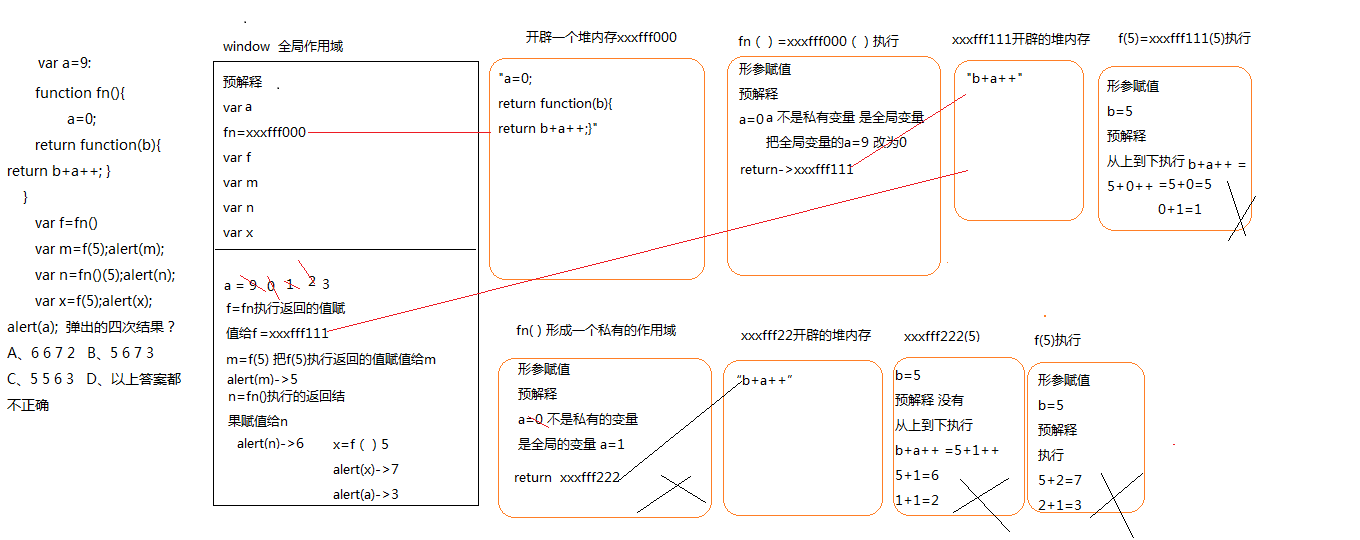 var a=9:
function fn(){
a=0;
return function(b){
return b+a++; }
}
var f=fn()
var m=f(5);alert(m);
var n=fn()(5);alert(n);
var x=f(5);alert(x);
alert(a); 弹出的四次结果？
A、6 6 7 2 B、5 6 7 3
C、5 5 6 3 D、以上答案都
不正确
window 全局作用域
预解释
var a
fn=xxxfff000
var f
var m
var n
var x
a = 9 0 1 2 3
f=fn执行返回的值赋
值给f =xxxfff111
m=f(5) 把f(5)执行返回的值赋值给m
alert(m)->5
n=fn()执行的返回结
果赋值给n
alert(n)->6
x=f ( ) 5
alert(x)->7
alert(a)->3
开辟一个堆内存xxxfff000
"a=0;
return function(b){
return b+a++;}"
fn ( ) =xxxfff000 ( ) 执行
形参赋值
预解释
a=0 a 不是私有变量 是全局变量
把全局变量的a=9 改为0
return->xxxfff111
xxxfff111开辟的堆内存
"b+a++"
f(5)=xxxfff111(5)执行
形参赋值
b=5
预解释
从上到下执行 b+a++ =
5+0++ =5+0=5
0+1=1
fn( ) 形成一个私有的作用域
形参赋值
预解释
a=0 不是私有的变量
是全局的变量 a=1
return xxxfff222
xxxfff22开辟的堆内存
"b+a++"
xxxfff222(5)
b=5
预解释 没有
从上到下执行
b+a++ =5+1++
5+1=6
1+1=2
f(5)执行
形参赋值
b=5
预解释
执行
5+2=7
2+1=3